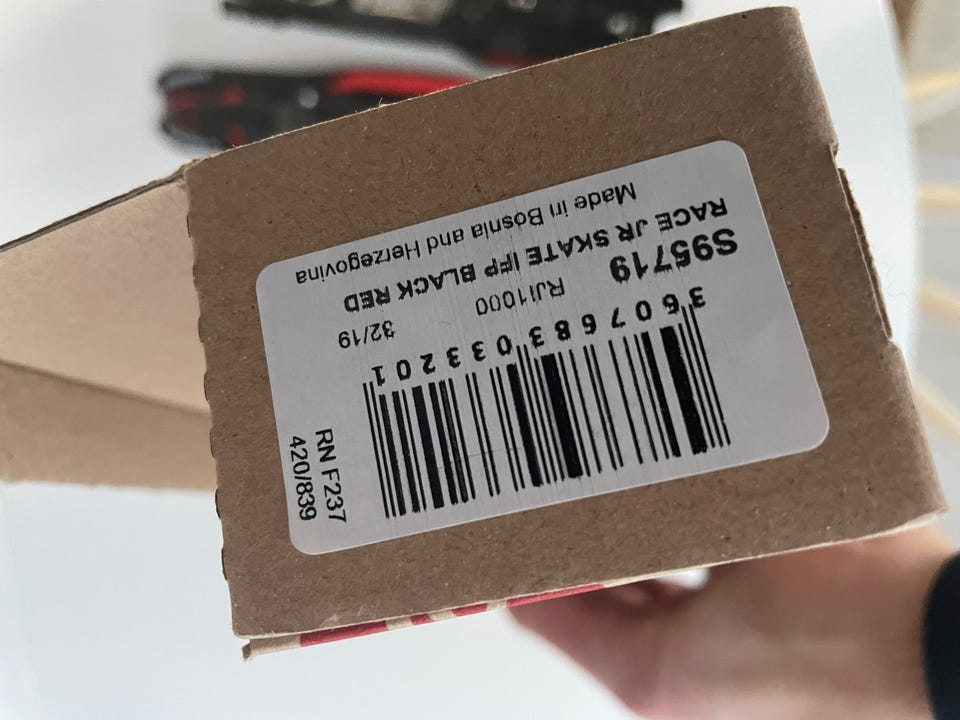 3607683033201
S95719 RJI1000 32/19
RACE JR SKATE IFP BLACK RED
Made in Bosnia and Herzegovina
RN F237
420/839